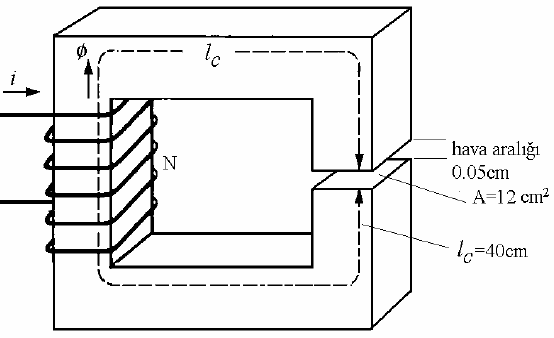 ϕ
l_c
i
N
hava aralığı
0.05cm
A=12 cm²
l_c=40cm